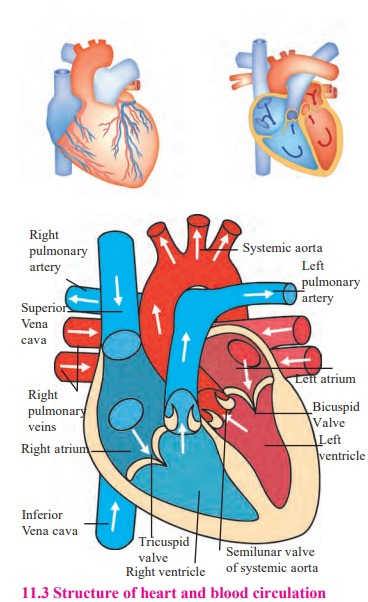 Right
pulmonary
artery
Systemic aorta
Left
pulmonary
artery
Superior
Vena
cava
Right
pulmonary
veins
Left atrium
Bicuspid
Valve
Left
ventricle
Right atrium
Inferior
Vena cava
Tricuspid
valve
Right ventricle
Semilunar valve
of systemic aorta
11.3 Structure of heart and blood circulation